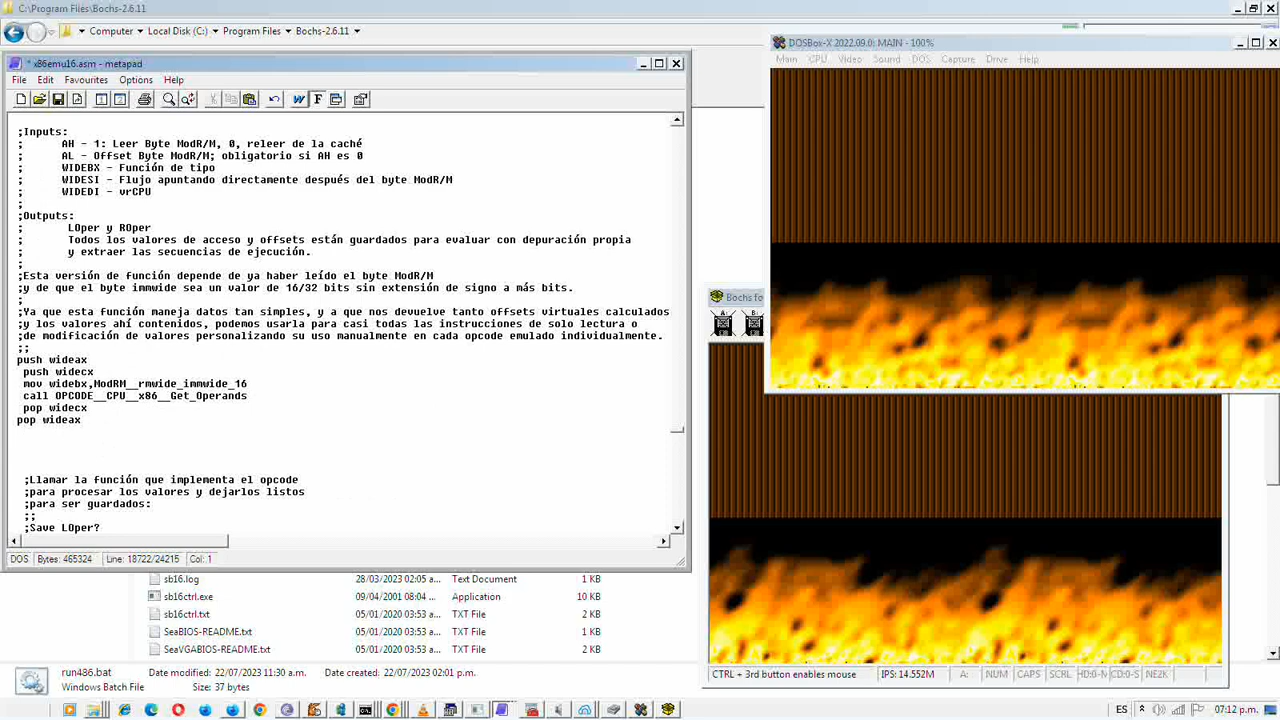 C:\Program Files\Bochs-2.6.11
Computer Local Disk (C:) Program Files Bochs-2.6.11
* x86emu16.asm - metapad
File Edit Favourites Options Help
;Inputs:
; AH - 1: Leer Byte ModR/M, 0, releer de la caché
; AL - Offset Byte ModR/M; obligatorio si AH es 0
; WIDEBX - Función de tipo
; WIDESI - Flujo apuntando directamente después del byte ModR/M
; WIDEDI - vrCPU
;
;Outputs:
; LOper y ROper
; Todos los valores de acceso y offsets están guardados para evaluar con depuración propia
; y extraer las secuencias de ejecución.
;
;Esta versión de función depende de ya haber leído el byte ModR/M
;y de que el byte immwide sea un valor de 16/32 bits sin extensión de signo a más bits.
;
;Ya que esta función maneja datos tan simples, y a que nos devuelve tanto offsets virtuales calculados
;y los valores ahí contenidos, podemos usarla para casi todas las instrucciones de solo lectura o
;de modificación de valores personalizando su uso manualmente en cada opcode emulado individualmente.
;;
push wideax
push widecx
mov widebx,ModRM__rmwide_immwide_16
call OPCODE__CPU__x86__Get_Operands
pop widecx
pop wideax
;Llamar la función que implementa el opcode
;para procesar los valores y dejarlos listos
;para ser guardados:
;;
;Save LOper?
DOS Bytes: 465324 Line: 18722/24215 Col: 1
DOSBox-X 2022.09.0: MAIN - 100%
Main CPU Video Sound DOS Capture Drive Help
Bochs fo
A: B:
CTRL + 3rd button enables mouse IPS: 14.552M A: NUM CAPS SCRL HD:0-M CD:0-S NE2K
sb16.log 28/03/2023 02:05 a... Text Document 1 KB
sb16ctrl.exe 09/04/2001 08:04 ... Application 10 KB
sb16ctrl.txt 05/01/2020 03:53 a... TXT File 2 KB
SeaBIOS-README.txt 05/01/2020 03:53 a... TXT File 1 KB
SeaVGABIOS-README.txt 05/01/2020 03:53 a... TXT File 1 KB
run486.bat Date modified: 22/07/2023 11:30 a.m. Date created: 22/07/2023 02:01 p.m.
Windows Batch File Size: 37 bytes
ES 07:12 p.m.